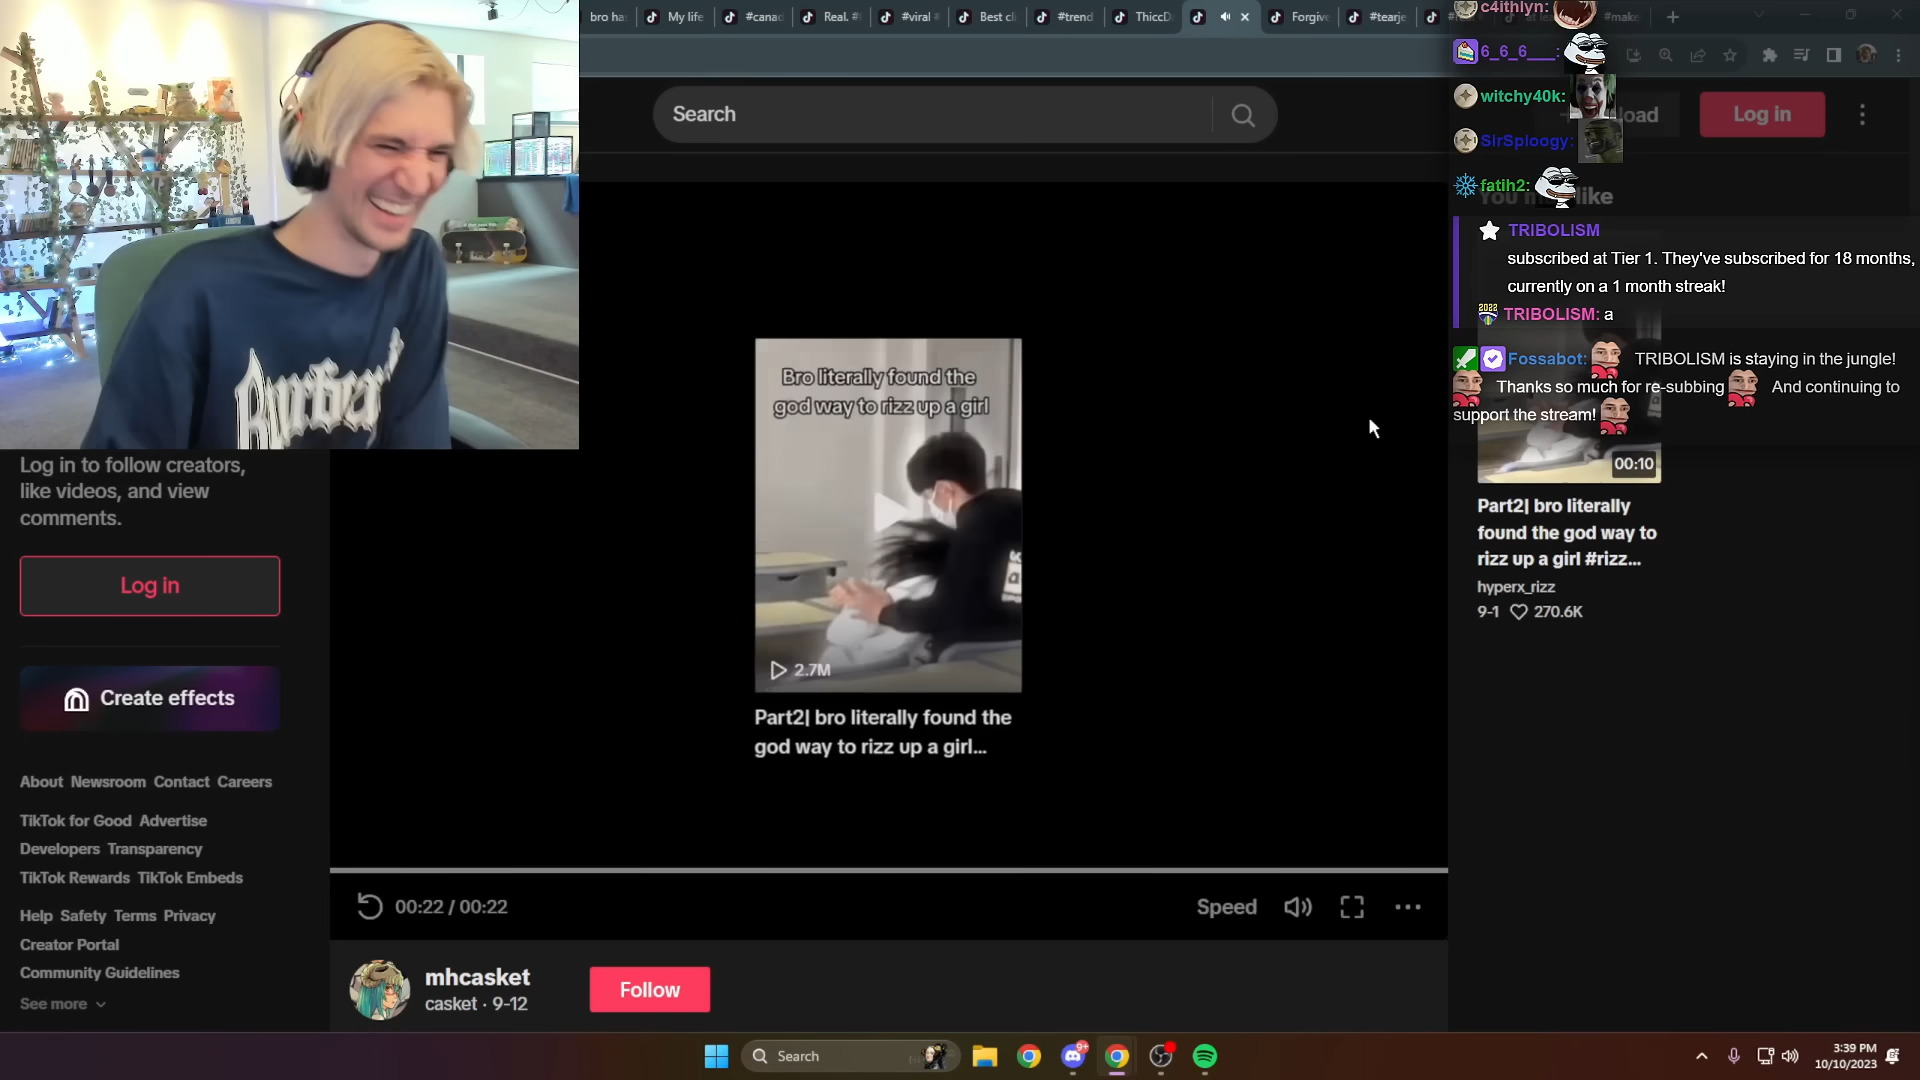 bro ha
My life
#canad
Real. #
#viral #
Best cl
#trend
ThiccD
Forgive
#tearje
#make
Search
oad
Log in
c4ithlyn:
6_6_6___:
witchy40k:
SirSploogy:
fatih2:
You m like
TRIBOLISM
subscribed at Tier 1. They've subscribed for 18 months,
currently on a 1 month streak!
TRIBOLISM: a
Fossabot: TRIBOLISM is staying in the jungle!
Thanks so much for re-subbing And continuing to
support the stream!
00:10
Part2| bro literally
found the god way to
rizz up a girl #rizz...
hyperx_rizz
9-1 270.6K
Bro literally found the
god way to rizz up a girl
2.7M
Part2| bro literally found the
god way to rizz up a girl...
Log in to follow creators,
like videos, and view
comments.
Log in
Create effects
About Newsroom Contact Careers
TikTok for Good Advertise
Developers Transparency
TikTok Rewards TikTok Embeds
Help Safety Terms Privacy
Creator Portal
Community Guidelines
See more
00:22 / 00:22
Speed
mhcasket
casket · 9-12
Follow
Search
9+
3:39 PM
10/10/2023